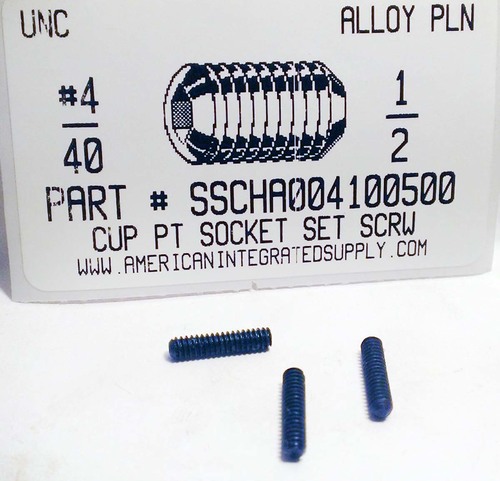 UNC
ALLOY PLN
#4
40
1
2
PART # SSCHA004100500
CUP PT SOCKET SET SCRW
WWW.AMERICANINTEGRATEDSUPPLY.COM